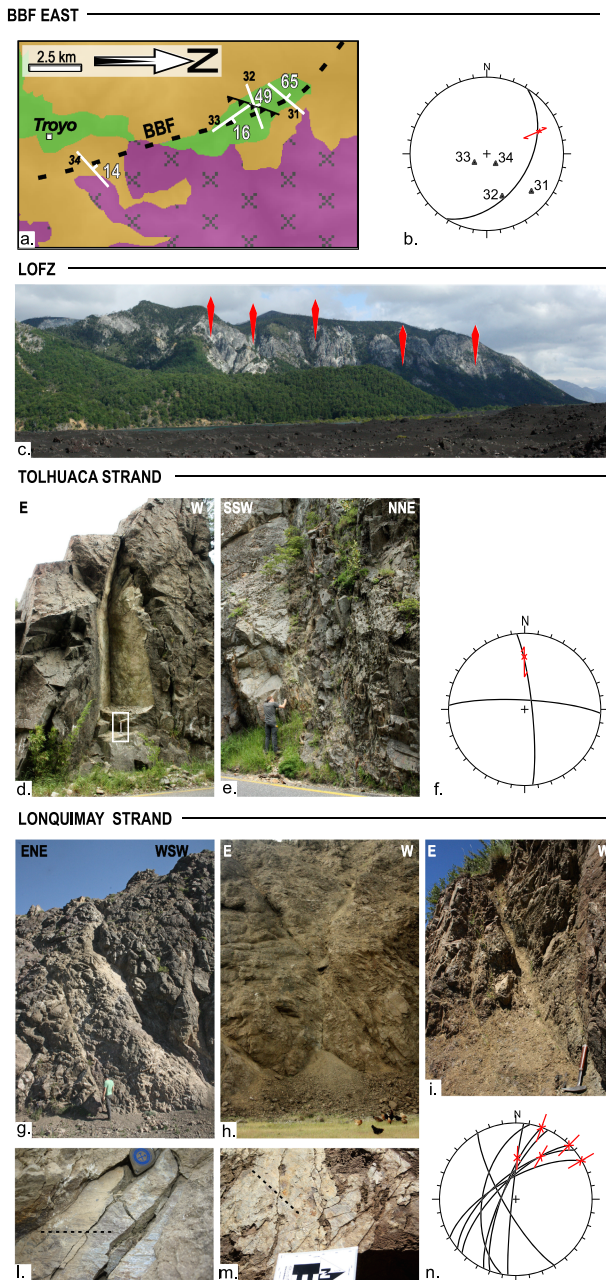 BBF EAST
2.5 km
N
Troyo
BBF
32
65
49
33
31
16
34
14
a.
N
33
34
32
31
b.
LOFZ
c.
TOLHUACA STRAND
E W
d.
SSW NNE
e.
N
f.
LONQUIMAY STRAND
ENE WSW
g.
E W
h.
E W
i.
l.
m.
N
n.